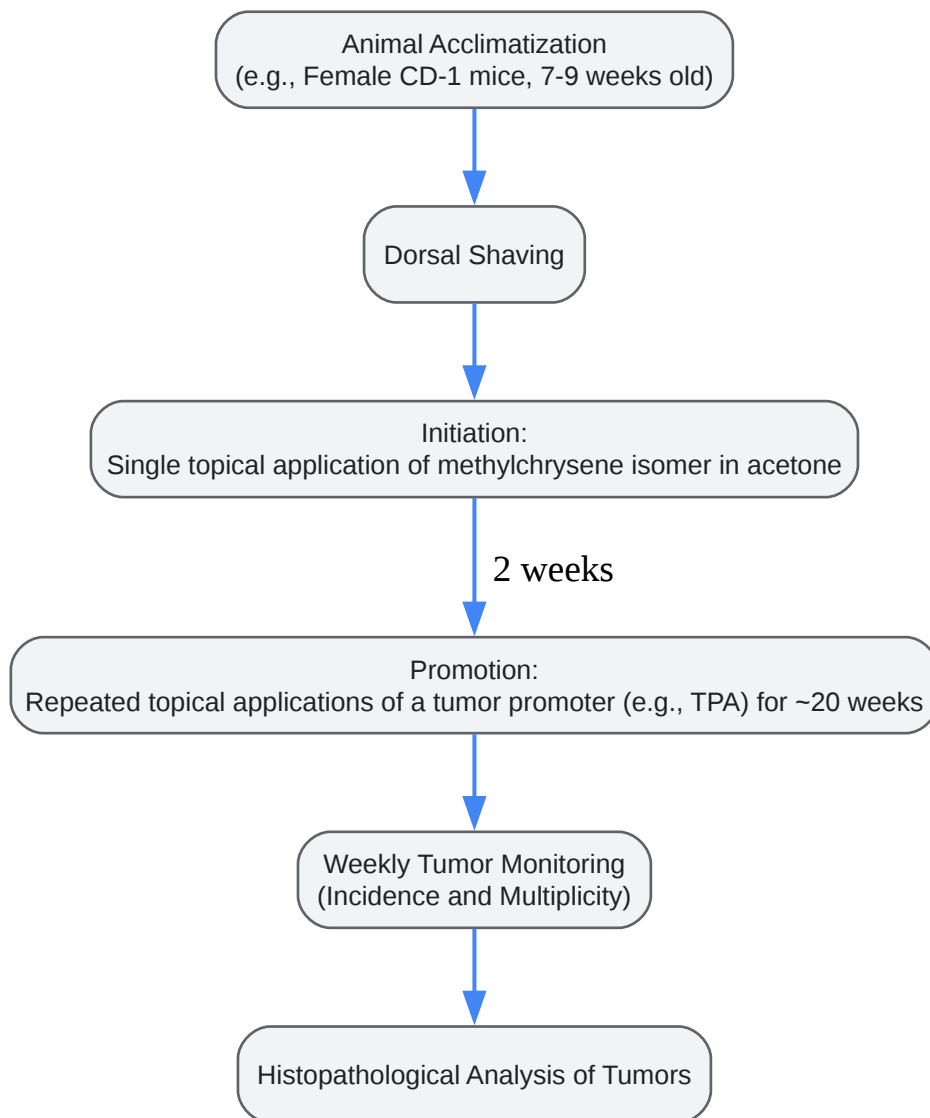 Animal Acclimatization
(e.g., Female CD-1 mice, 7-9 weeks old)
Dorsal Shaving
Initiation:
Single topical application of methylchrysene isomer in acetone
2 weeks
Promotion:
Repeated topical applications of a tumor promoter (e.g., TPA) for ~20 weeks
Weekly Tumor Monitoring
(Incidence and Multiplicity)
Histopathological Analysis of Tumors